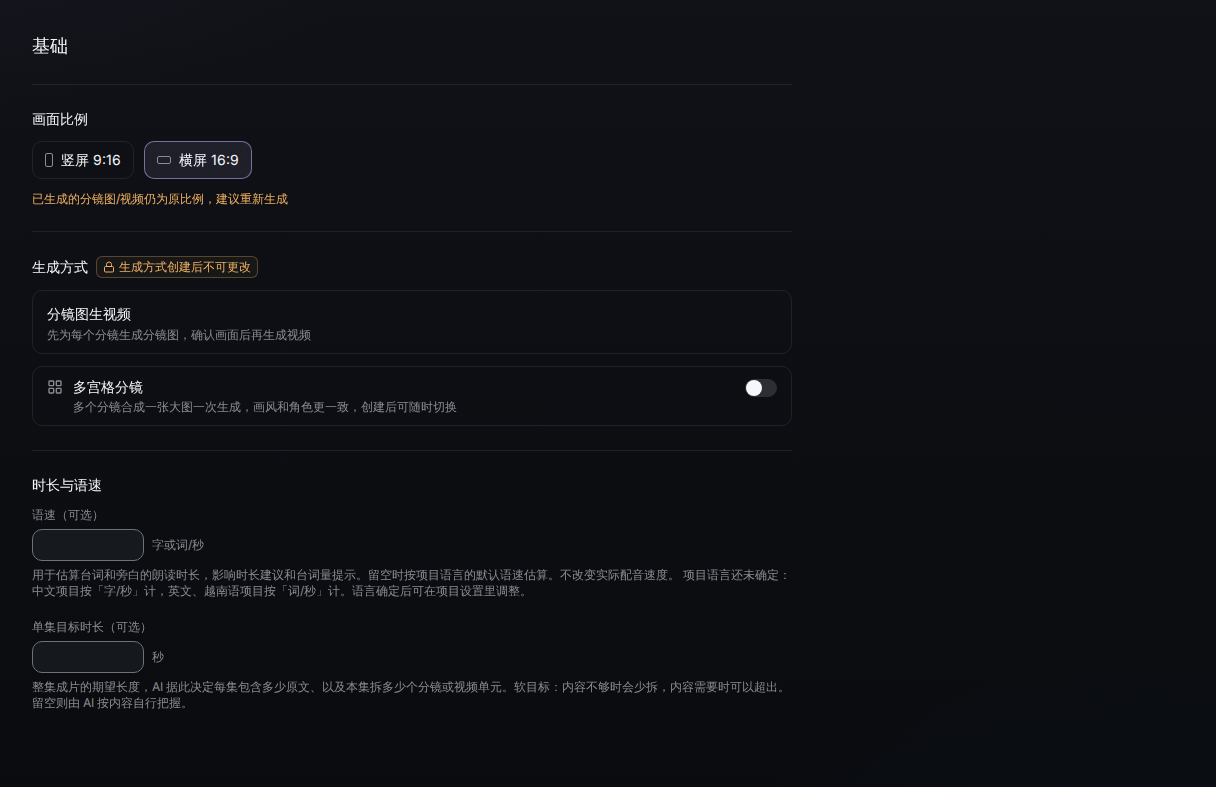 基础
画面比例
竖屏 9:16
横屏 16:9
已生成的分镜图/视频仍为原比例，建议重新生成
生成方式
生成方式创建后不可更改
分镜图生视频
先为每个分镜生成分镜图，确认画面后再生成视频
多宫格分镜
多个分镜合成一张大图一次生成，画风和角色更一致，创建后可随时切换
时长与语速
语速（可选）
字或词/秒
用于估算台词和旁白的朗读时长，影响时长建议和台词量提示。留空时按项目语言的默认语速估算。不改变实际配音速度。 项目语言还未确定：
中文项目按「字/秒」计，英文、越南语项目按「词/秒」计。语言确定后可在项目设置里调整。
单集目标时长（可选）
秒
整集成片的期望长度，AI 据此决定每集包含多少原文、以及本集拆多少个分镜或视频单元。软目标：内容不够时会少拆，内容需要时可以超出。
留空则由 AI 按内容自行把握。